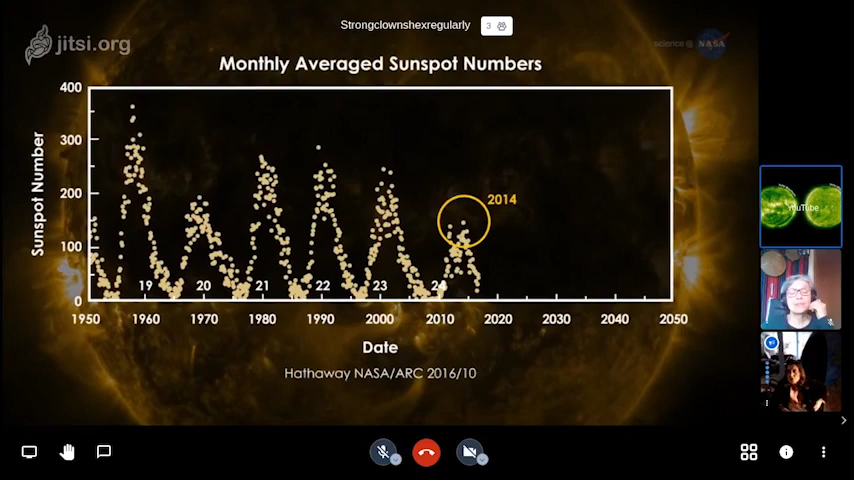 Strongclownshexregularly 3
jitsi.org
science @ NASA
Monthly Averaged Sunspot Numbers
400
300
200
100
0
Sunspot Number
2014
19 20 21 22 23 24
1950 1960 1970 1980 1990 2000 2010 2020 2030 2040 2050
Date
Hathaway NASA/ARC 2016/10
YouTube